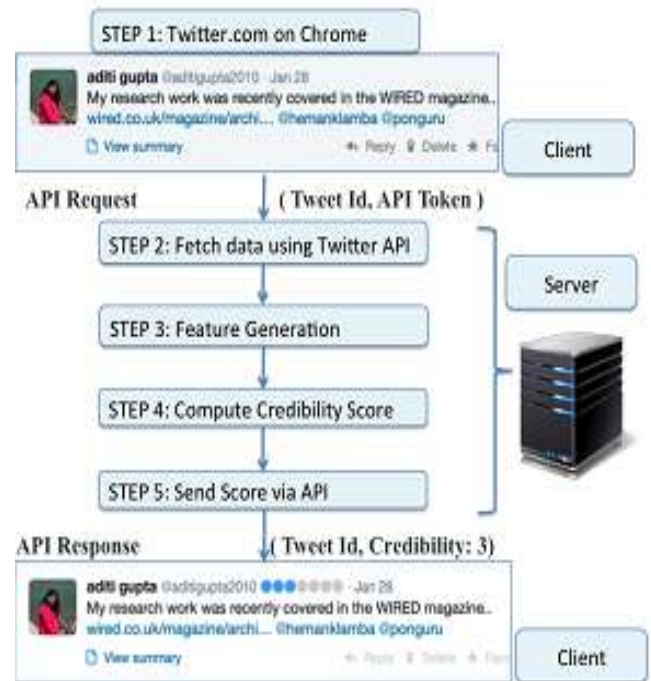 STEP 1: Twitter.com on Chrome
aditi gupta @aditigupta2010 · Jan 28
My research work was recently covered in the WIRED magazine..
wired.co.uk/magazine/archi... @hemanklamba @ponguru
View summary
Reply Delete
Client
API Request
( Tweet Id, API Token )
STEP 2: Fetch data using Twitter API
Server
STEP 3: Feature Generation
STEP 4: Compute Credibility Score
STEP 5: Send Score via API
API Response
( Tweet Id, Credibility: 3)
aditi gupta @aditigupta2010 · Jan 28
My research work was recently covered in the WIRED magazine..
wired.co.uk/magazine/archi... @hemanklamba @ponguru
View summary
Reply Delete
Client